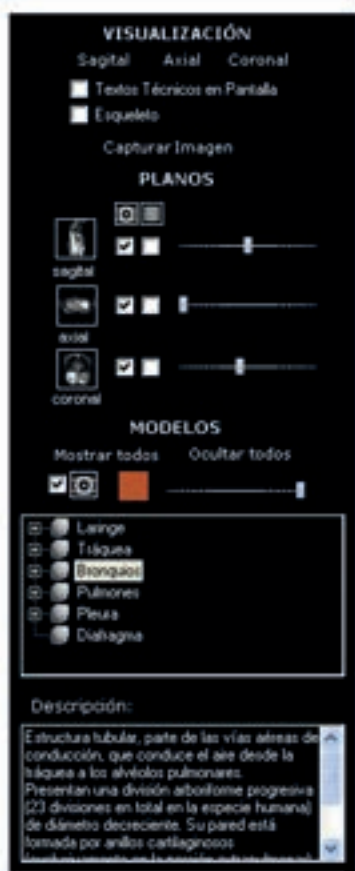 VISUALIZACIÓN
Sagital Axial Coronal
Textos Técnicos en Pantalla
Esqueleto
Capturar Imagen
PLANOS
sagital
axial
coronal
MODELOS
Mostrar todos Ocultar todos
Laringe
Tráquea
Bronquios
Pulmones
Pleura
Diafragma
Descripción:
Estructura tubular, parte de las vías aéreas de
conducción, que conduce el aire desde la
tráquea a los alvéolos pulmonares.
Presentan una división arboriforme progresiva
(23 divisiones en total en la especie humana)
de diámetro decreciente. Su pared está
formada por anillos cartilaginosos